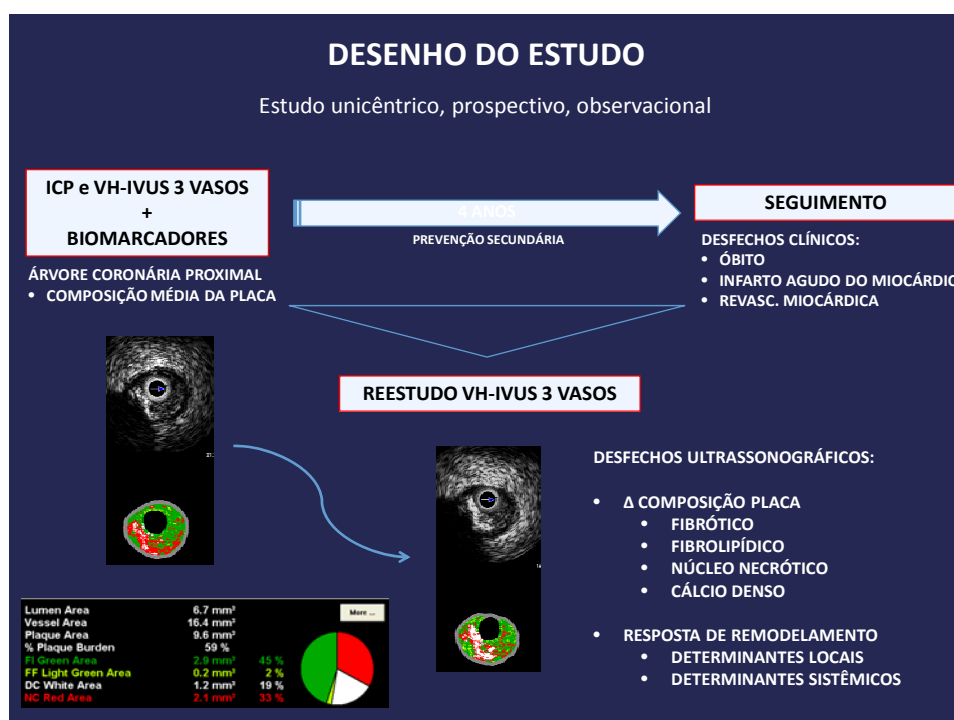 DESENHO DO ESTUDO
Estudo unicêntrico, prospectivo, observacional
ICP e VH-IVUS 3 VASOS
+
BIOMARCADORES
ÁRVORE CORONÁRIA PROXIMAL
• COMPOSIÇÃO MÉDIA DA PLACA
4 ANOS
PREVENÇÃO SECUNDÁRIA
SEGUIMENTO
DESFECHOS CLÍNICOS:
• ÓBITO
• INFARTO AGUDO DO MIOCÁRDIC
• REVASC. MIOCÁRDICA
REESTUDO VH-IVUS 3 VASOS
DESFECHOS ULTRASSONOGRÁFICOS:
• Δ COMPOSIÇÃO PLACA
• FIBRÓTICO
• FIBROLIPÍDICO
• NÚCLEO NECRÓTICO
• CÁLCIO DENSO
• RESPOSTA DE REMODELAMENTO
• DETERMINANTES LOCAIS
• DETERMINANTES SISTÊMICOS
Lumen Area 6.7 mm²
Vessel Area 16.4 mm²
Plaque Area 9.6 mm²
% Plaque Burden 59 %
FI Green Area 2.9 mm² 45 %
FF Light Green Area 0.2 mm² 2 %
DC White Area 1.2 mm² 19 %
NC Red Area 2.1 mm² 33 %
More ...